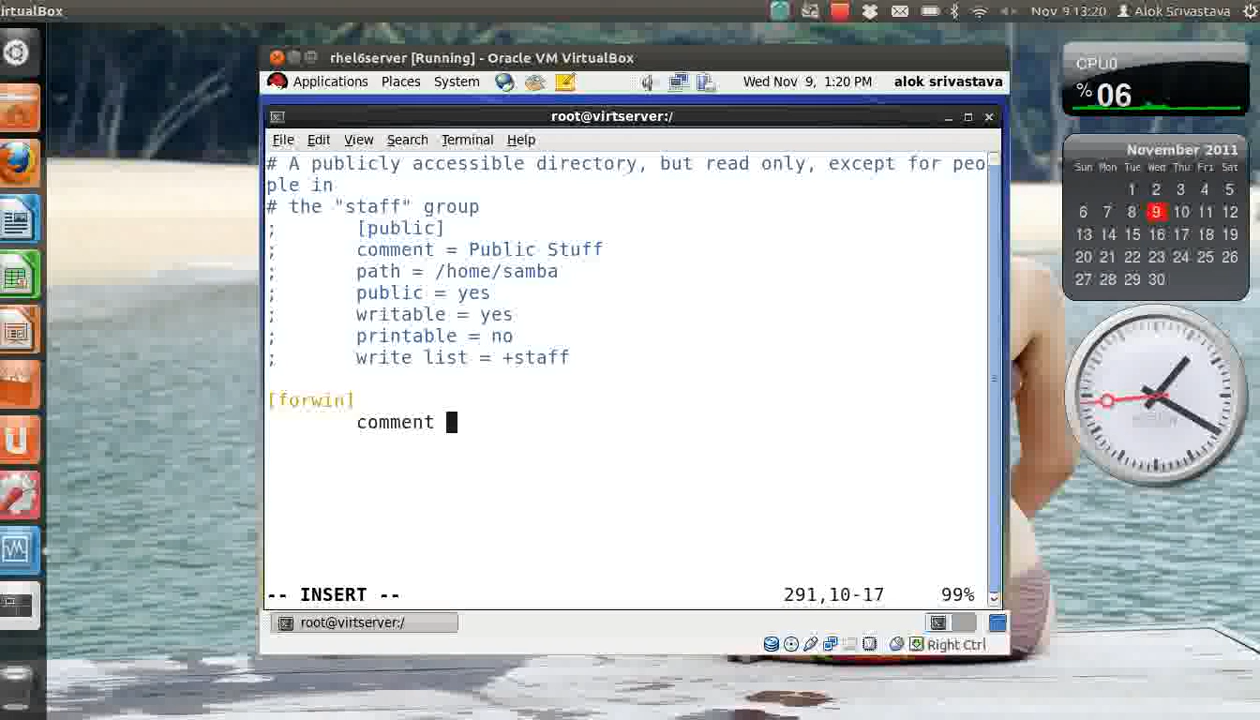 irtualBox
Nov 9 13:20 Alok Srivastava
rhel6server [Running] - Oracle VM VirtualBox
Applications Places System Wed Nov 9, 1:20 PM alok srivastava
root@virtserver:/
File Edit View Search Terminal Help
# A publicly accessible directory, but read only, except for peo
ple in
# the "staff" group
; [public]
; comment = Public Stuff
; path = /home/samba
; public = yes
; writable = yes
; printable = no
; write list = +staff
[forwin]
comment
-- INSERT -- 291,10-17 99%
root@virtserver:/
Right Ctrl
CPU0
% 06
November 2011
Sun Mon Tue Wed Thu Fri Sat
1 2 3 4 5
6 7 8 9 10 11 12
13 14 15 16 17 18 19
20 21 22 23 24 25 26
27 28 29 30